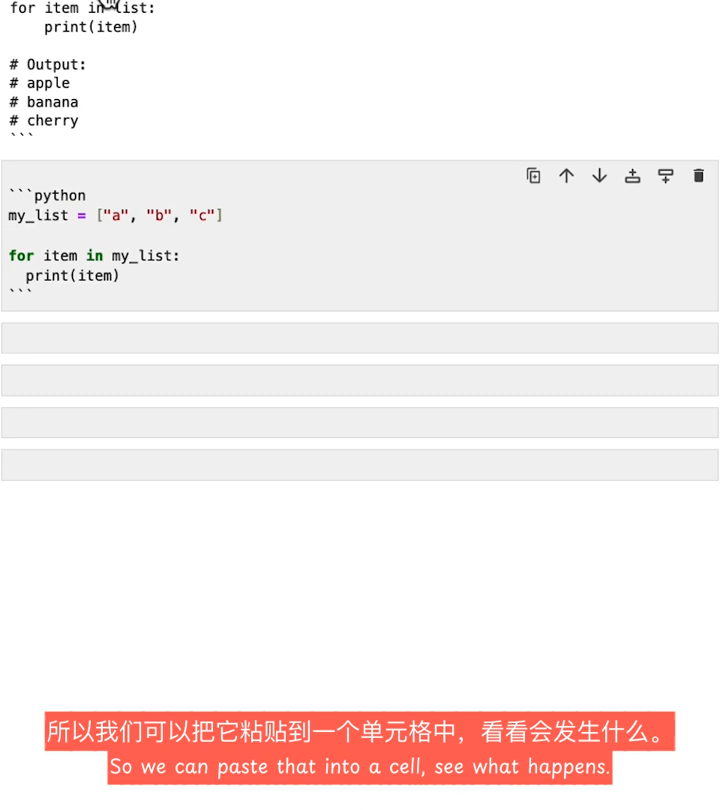 for item in list:
    print(item)
# Output:
# apple
# banana
# cherry
```
```python
my_list = ["a", "b", "c"]
for item in my_list:
  print(item)
```
所以我们可以把它粘贴到一个单元格中，看看会发生什么。
So we can paste that into a cell, see what happens.